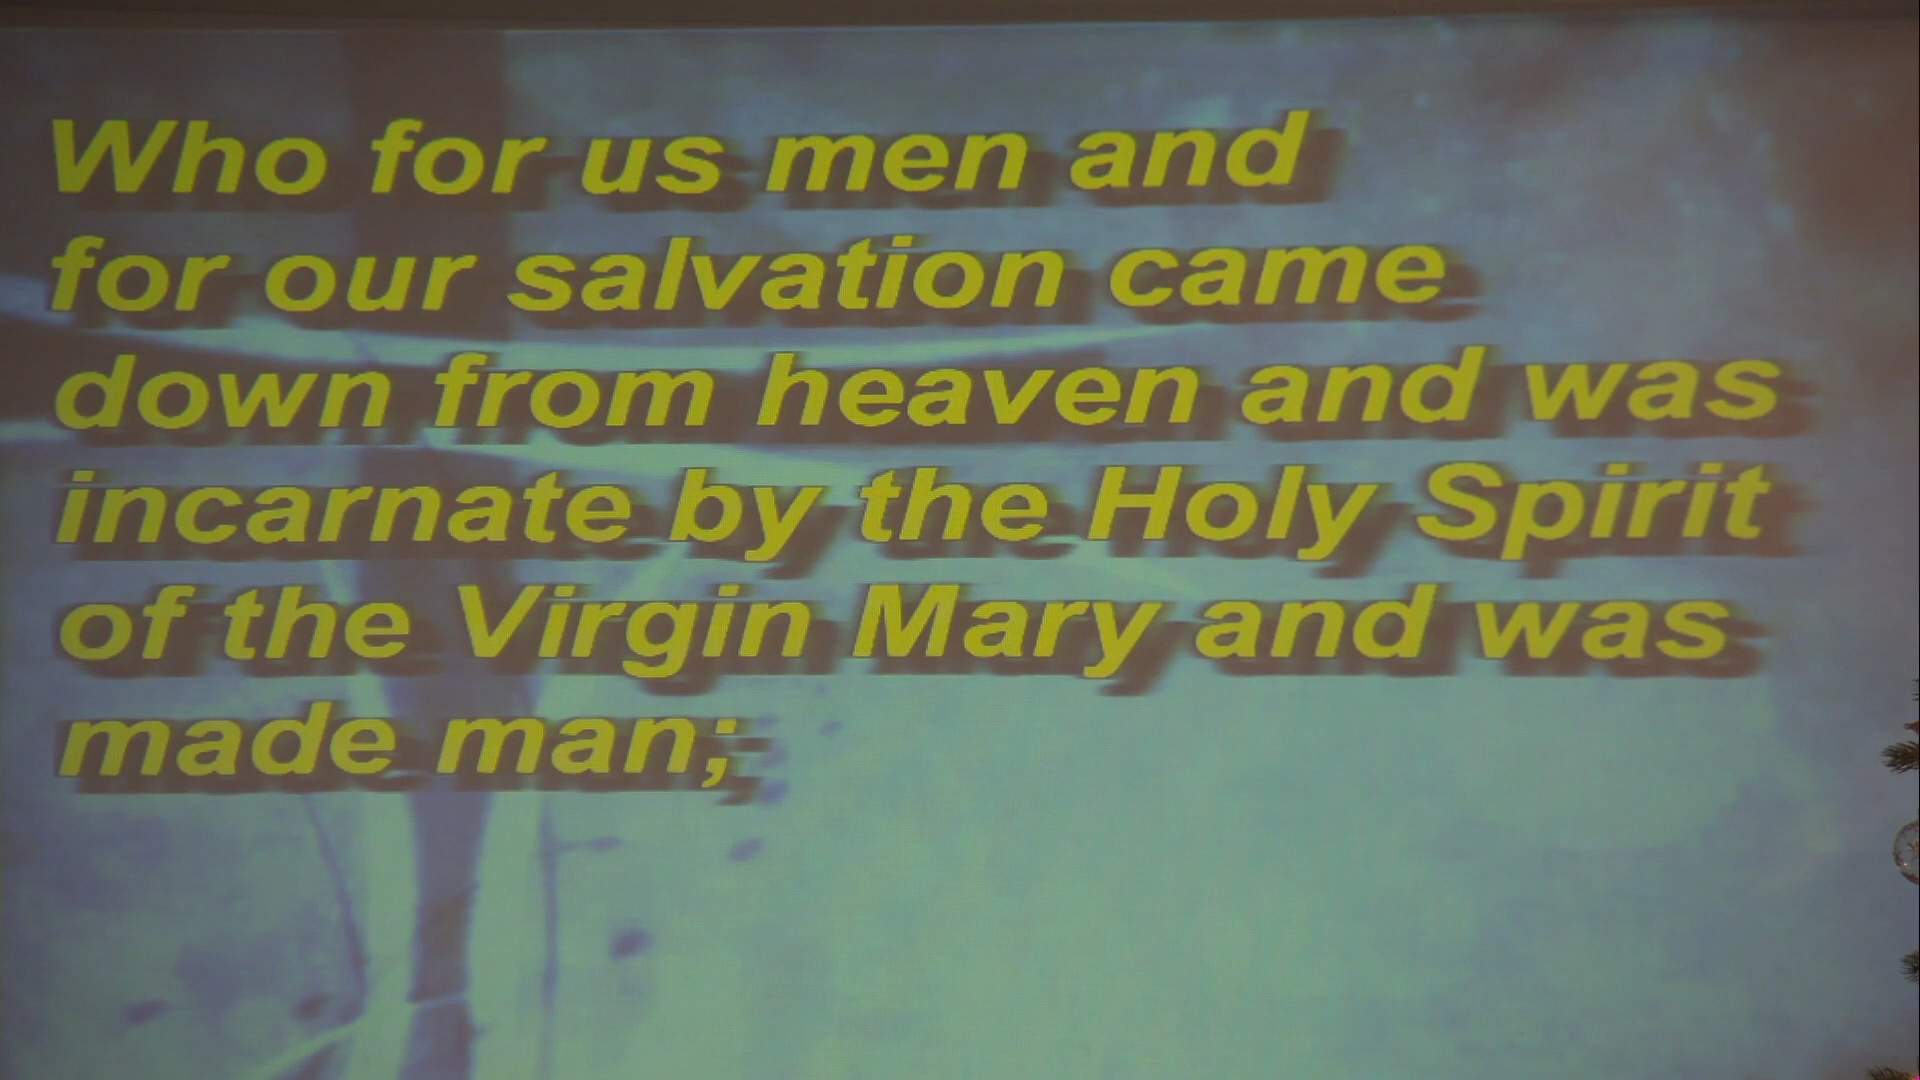 Who for us men and
for our salvation came
down from heaven and was
incarnate by the Holy Spirit
of the Virgin Mary and was
made man;